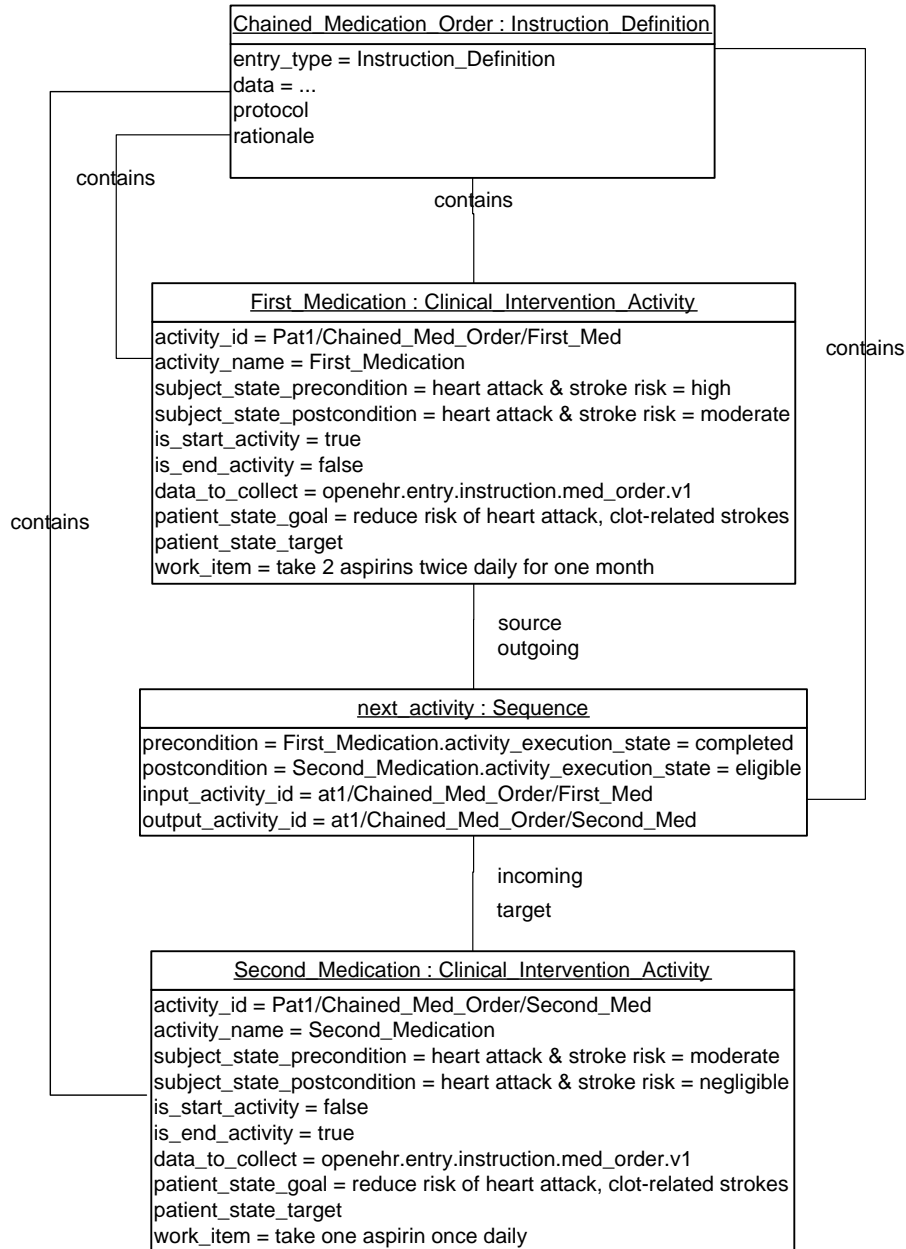 Chained_Medication_Order : Instruction_Definition
entry_type = Instruction_Definition
data = ...
protocol
rationale
contains
contains
First_Medication : Clinical_Intervention_Activity
activity_id = Pat1/Chained_Med_Order/First_Med
activity_name = First_Medication
subject_state_precondition = heart attack & stroke risk = high
subject_state_postcondition = heart attack & stroke risk = moderate
is_start_activity = true
is_end_activity = false
data_to_collect = openehr.entry.instruction.med_order.v1
patient_state_goal = reduce risk of heart attack, clot-related strokes
patient_state_target
work_item = take 2 aspirins twice daily for one month
contains
contains
source
outgoing
next_activity : Sequence
precondition = First_Medication.activity_execution_state = completed
postcondition = Second_Medication.activity_execution_state = eligible
input_activity_id = at1/Chained_Med_Order/First_Med
output_activity_id = at1/Chained_Med_Order/Second_Med
incoming
target
Second_Medication : Clinical_Intervention_Activity
activity_id = Pat1/Chained_Med_Order/Second_Med
activity_name = Second_Medication
subject_state_precondition = heart attack & stroke risk = moderate
subject_state_postcondition = heart attack & stroke risk = negligible
is_start_activity = false
is_end_activity = true
data_to_collect = openehr.entry.instruction.med_order.v1
patient_state_goal = reduce risk of heart attack, clot-related strokes
patient_state_target
work_item = take one aspirin once daily